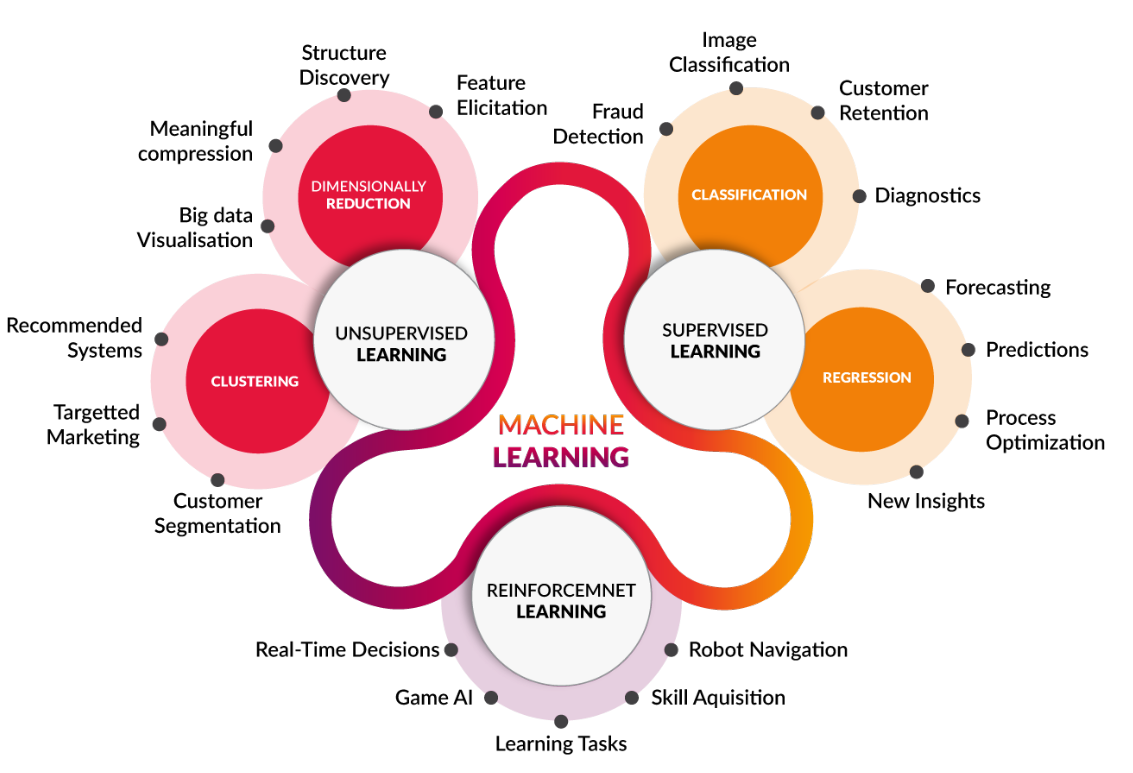 Structure
Discovery
Feature
Elicitation
Meaningful
compression
Big data
Visualisation
DIMENSIONALLY
REDUCTION
Recommended
Systems
Targetted
Marketing
Customer
Segmentation
CLUSTERING
UNSUPERVISED
LEARNING
Image
Classification
Customer
Retention
Fraud
Detection
Diagnostics
CLASSIFICATION
SUPERVISED
LEARNING
Forecasting
Predictions
Process
Optimization
New Insights
REGRESSION
MACHINE
LEARNING
REINFORCEMNET
LEARNING
Real-Time Decisions
Game AI
Learning Tasks
Skill Aquisition
Robot Navigation